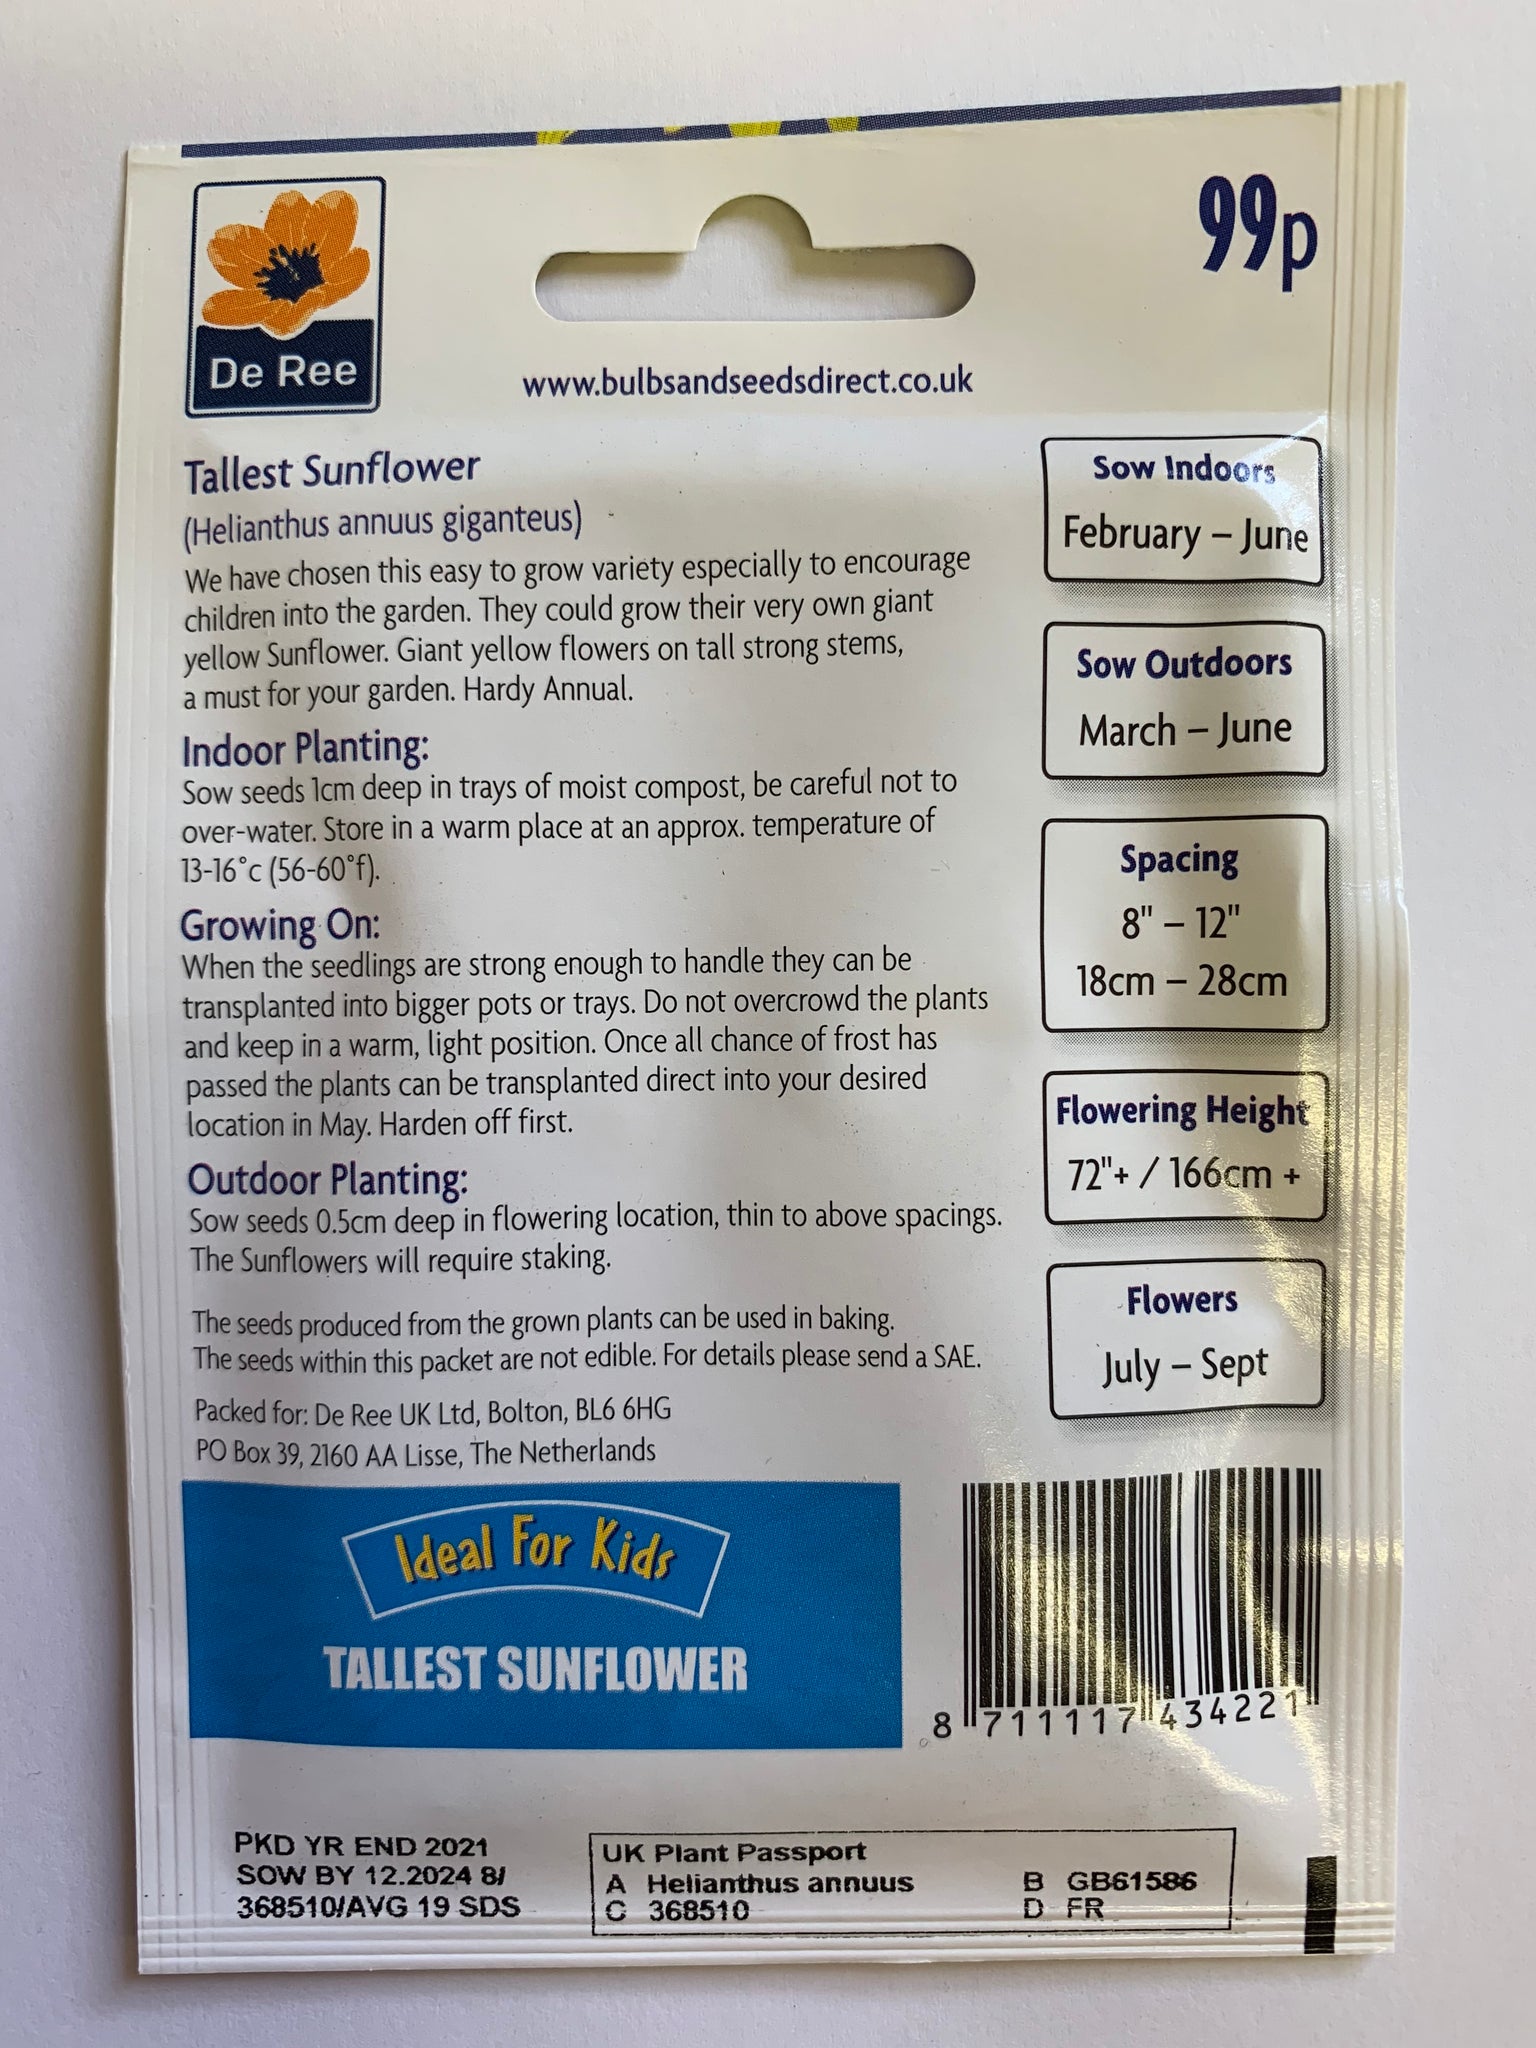 99p
De Ree
www.bulbsandseedsdirect.co.uk
Tallest Sunflower
(Helianthus annuus giganteus)
We have chosen this easy to grow variety especially to encourage
children into the garden. They could grow their very own giant
yellow Sunflower. Giant yellow flowers on tall strong stems,
a must for your garden. Hardy Annual.
Indoor Planting:
Sow seeds 1cm deep in trays of moist compost, be careful not to
over-water. Store in a warm place at an approx. temperature of
13-16°c (56-60°f).
Growing On:
When the seedlings are strong enough to handle they can be
transplanted into bigger pots or trays. Do not overcrowd the plants
and keep in a warm, light position. Once all chance of frost has
passed the plants can be transplanted direct into your desired
location in May. Harden off first.
Outdoor Planting:
Sow seeds 0.5cm deep in flowering location, thin to above spacings.
The Sunflowers will require staking.
The seeds produced from the grown plants can be used in baking.
The seeds within this packet are not edible. For details please send a SAE.
Packed for: De Ree UK Ltd, Bolton, BL6 6HG
PO Box 39, 2160 AA Lisse, The Netherlands
Sow Indoors
February – June
Sow Outdoors
March – June
Spacing
8" – 12"
18cm – 28cm
Flowering Height
72"+ / 166cm +
Flowers
July – Sept
Ideal For Kids
TALLEST SUNFLOWER
8 711117 434221
PKD YR END 2021
SOW BY 12.2024 8/
368510/AVG 19 SDS
UK Plant Passport
A Helianthus annuus B GB61586
C 368510 D FR